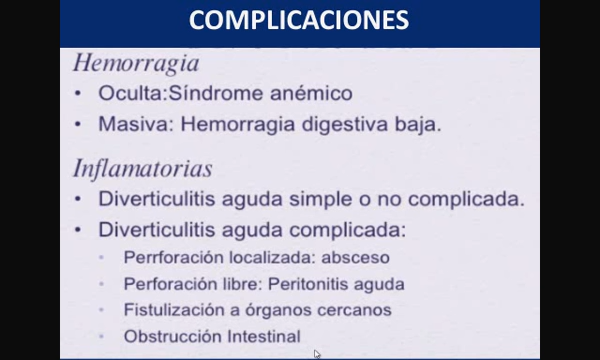 COMPLICACIONES
Hemorragia
• Oculta:Síndrome anémico
• Masiva: Hemorragia digestiva baja.
Inflamatorias
• Diverticulitis aguda simple o no complicada.
• Diverticulitis aguda complicada:
• Perrforación localizada: absceso
• Perforación libre: Peritonitis aguda
• Fistulización a órganos cercanos
• Obstrucción Intestinal